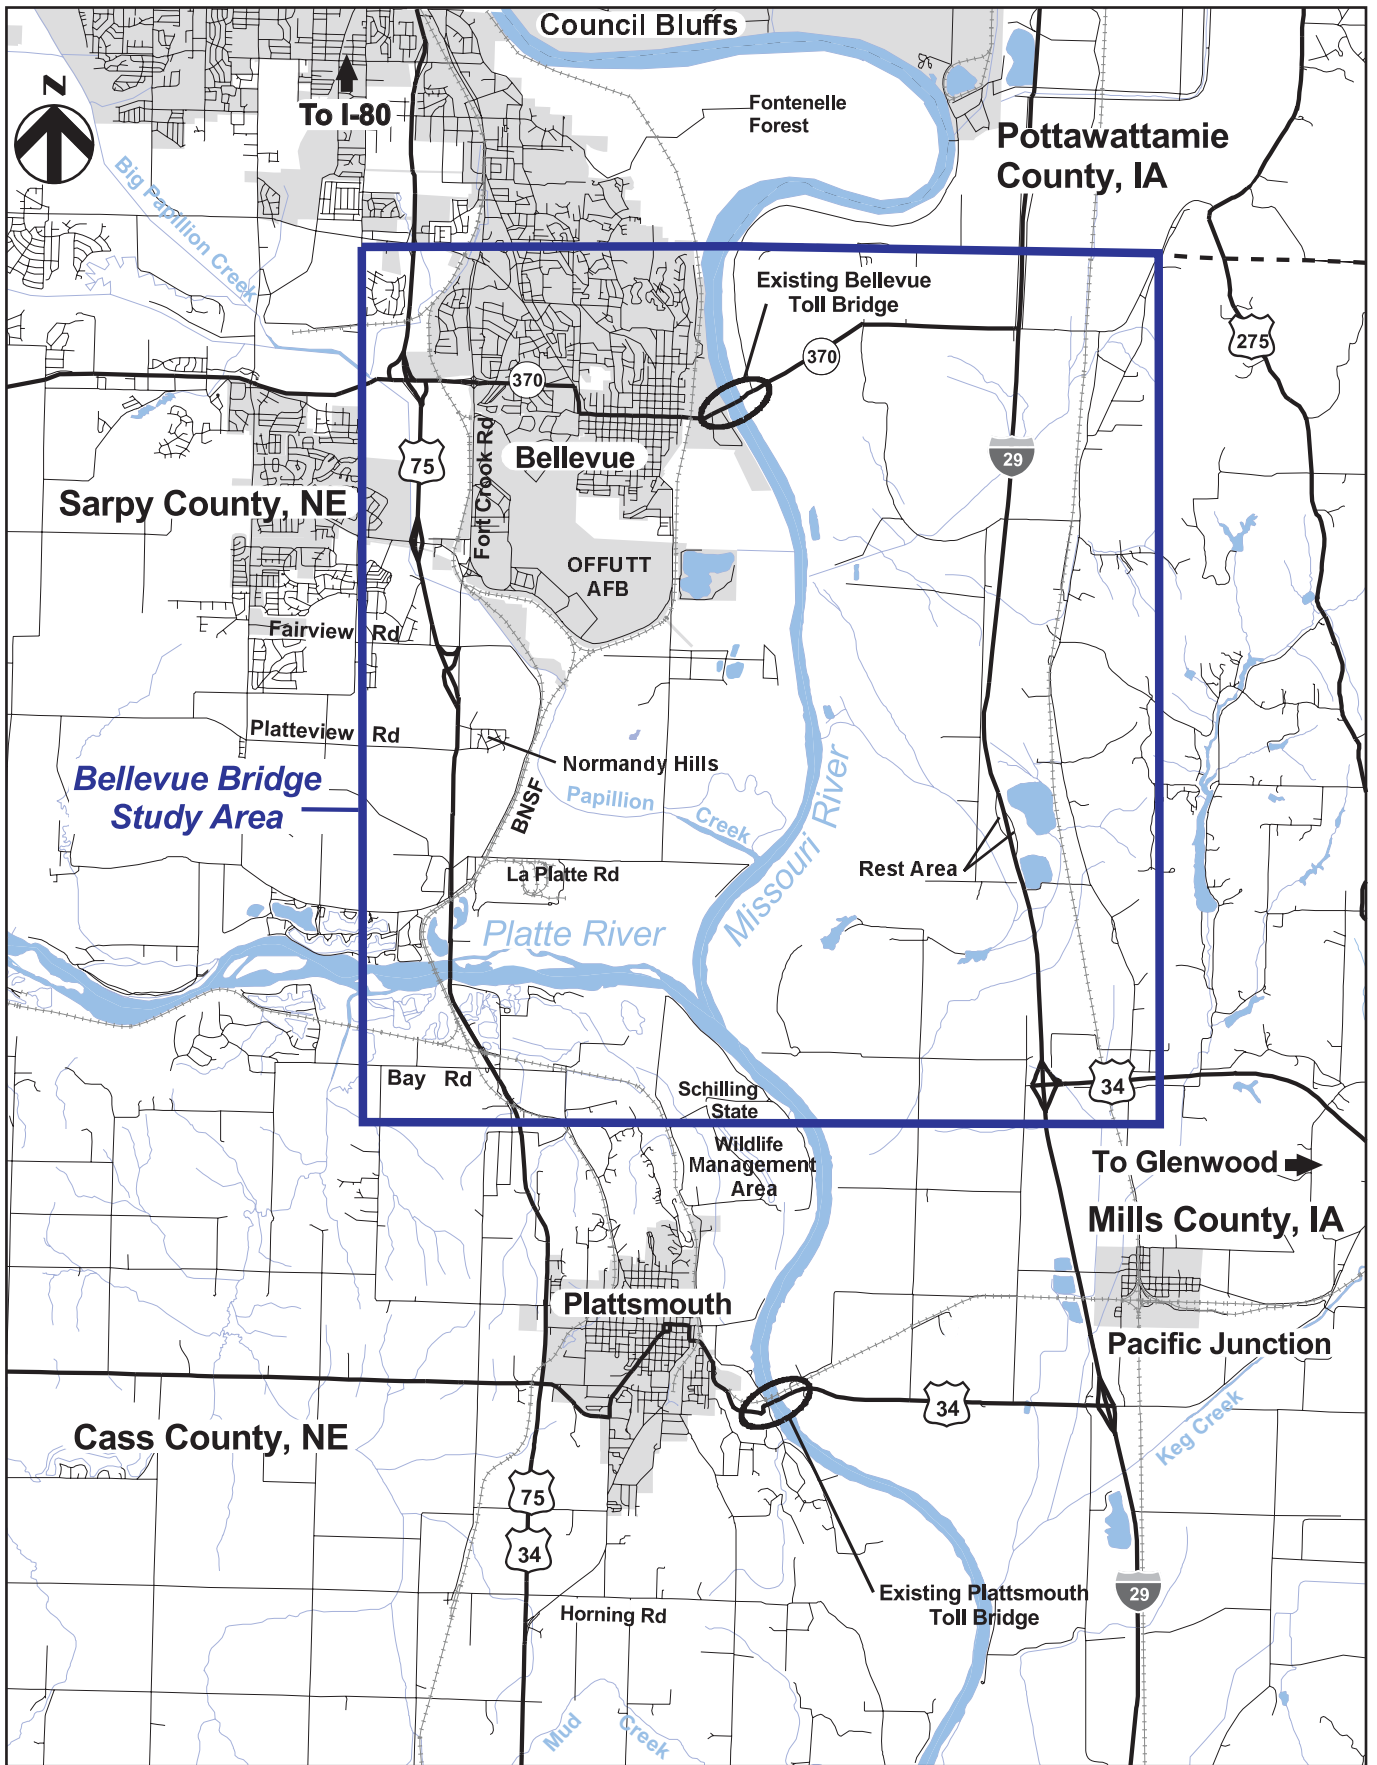 Council Bluffs
N
To I-80
Fontenelle
Forest
Pottawattamie
County, IA
Big Papillion Creek
Existing Bellevue
Toll Bridge
275
370
370
75
Fort Crook Rd
Bellevue
29
Sarpy County, NE
OFFUTT
AFB
Fairview Rd
Platteview Rd
Normandy Hills
Bellevue Bridge
Study Area
BNSF
Papillion
Creek
Missouri River
Rest Area
La Platte Rd
Platte River
Bay Rd
Schilling
State
Wildlife
Management
Area
34
To Glenwood
Mills County, IA
Plattsmouth
Pacific Junction
34
Keg Creek
Cass County, NE
75
34
Existing Plattsmouth
Toll Bridge
29
Horning Rd
Mud Creek